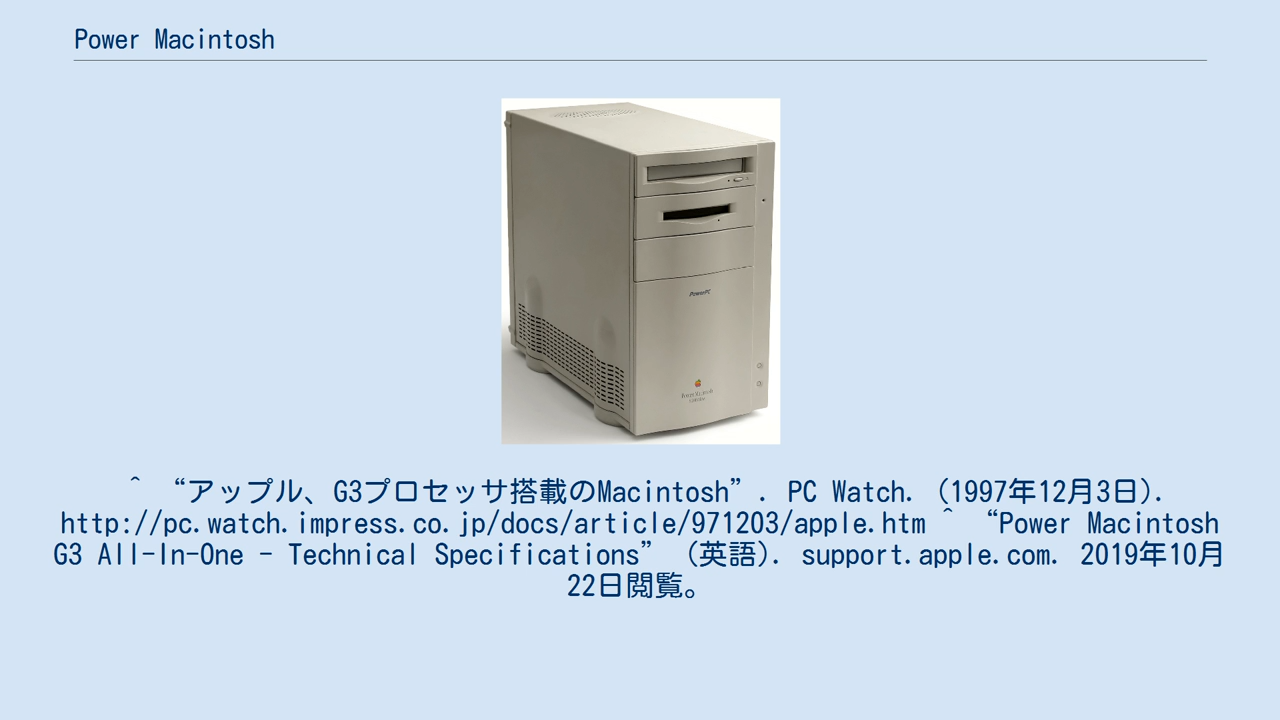 Power Macintosh
PowerPC
Power Macintosh
^ “アップル、G3プロセッサ搭載のMacintosh”. PC Watch. (1997年12月3日).
http://pc.watch.impress.co.jp/docs/article/971203/apple.htm ^ “Power Macintosh
G3 All-In-One - Technical Specifications” (英語). support.apple.com. 2019年10月
22日閲覧。